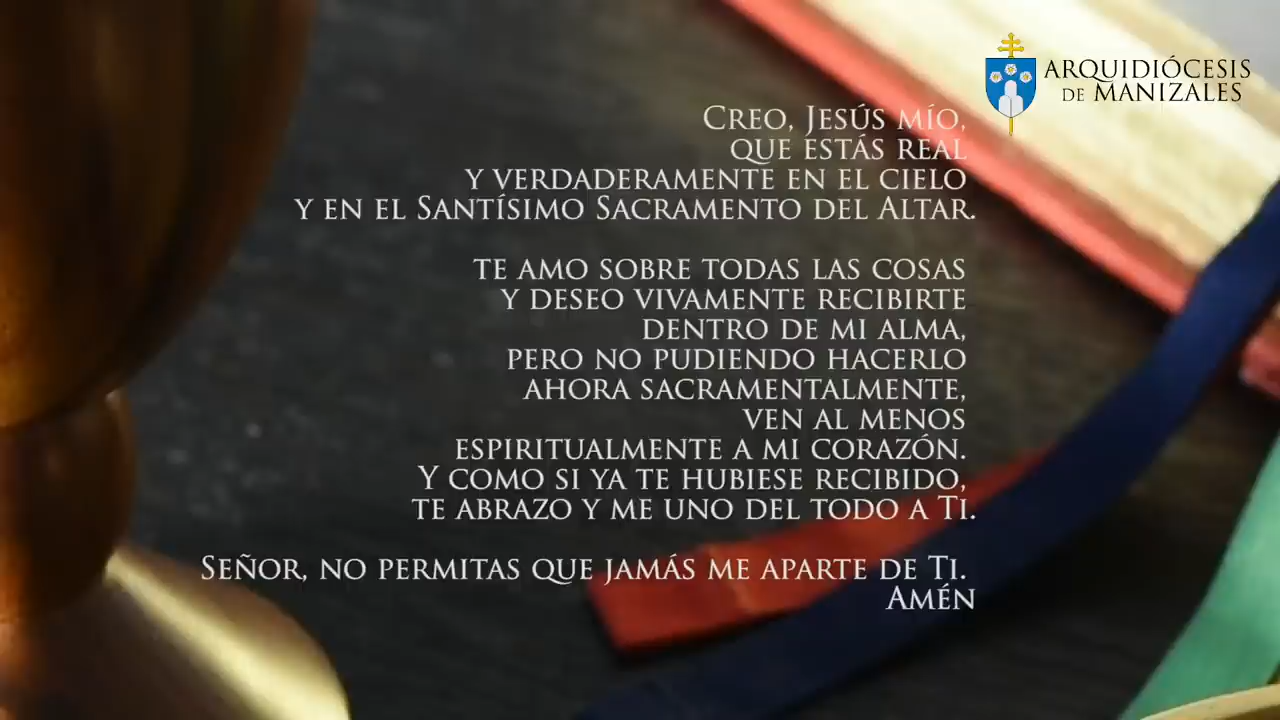 ARQUIDIÓCESIS
DE MANIZALES
CREO, JESÚS MÍO,
QUE ESTÁS REAL
Y VERDADERAMENTE EN EL CIELO
Y EN EL SANTÍSIMO SACRAMENTO DEL ALTAR.
TE AMO SOBRE TODAS LAS COSAS
Y DESEO VIVAMENTE RECIBIRTE
DENTRO DE MI ALMA,
PERO NO PUDIENDO HACERLO
AHORA SACRAMENTALMENTE,
VEN AL MENOS
ESPIRITUALMENTE A MI CORAZÓN.
Y COMO SI YA TE HUBIESE RECIBIDO,
TE ABRAZO Y ME UNO DEL TODO A TI.
SEÑOR, NO PERMITAS QUE JAMÁS ME APARTE DE TI.
AMÉN